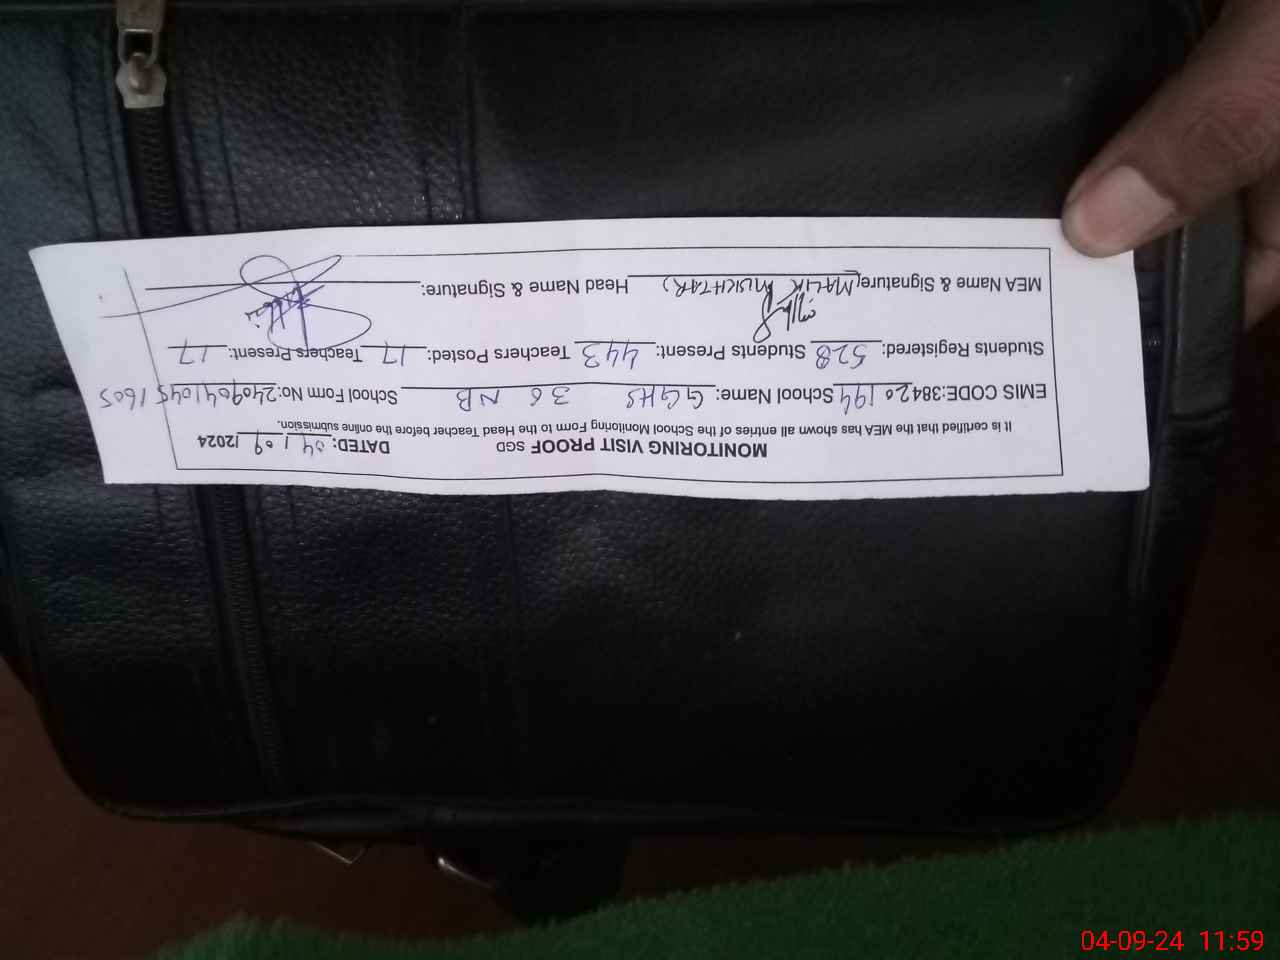 MONITORING VISIT PROOF SGD DATED: 04 / 09 /2024
It is certified that the MEA has shown all entries of the School Monitoring Form to the Head Teacher before the online submission.
EMIS CODE:38420194 School Name: GGHS 36 NB School Form No:2409041045 1605
Students Registered: 528 Students Present: 443 Teachers Posted: 17 Teachers Present: 17
MEA Name & Signature (MALIK MUKHTAR) Head Name & Signature:
04-09-24 11:59